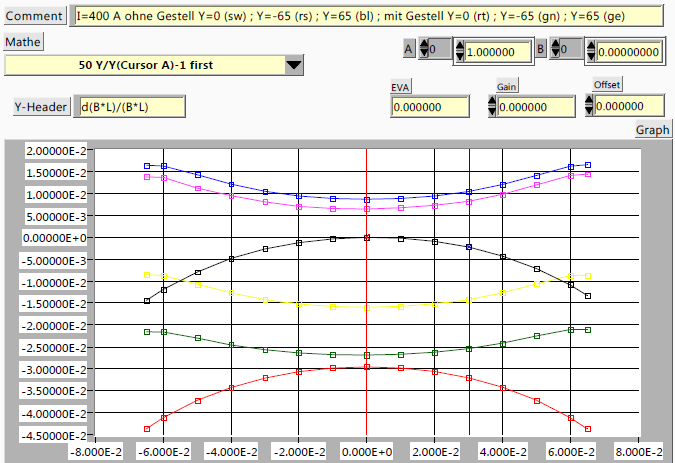 Comment I=400 A ohne Gestell Y=0 (sw) ; Y=-65 (rs) ; Y=65 (bl) ; mit Gestell Y=0 (rt) ; Y=-65 (gn) ; Y=65 (ge)
Mathe
A 0 1.000000 B 0 0.00000000
50 Y/Y(Cursor A)-1 first
EVA Gain Offset
Y-Header d(B*L)/(B*L) 0.000000 0.000000 0.000000
Graph
2.00000E-2
1.50000E-2
1.00000E-2
5.00000E-3
0.00000E+0
-5.00000E-3
-1.00000E-2
-1.50000E-2
-2.00000E-2
-2.50000E-2
-3.00000E-2
-3.50000E-2
-4.00000E-2
-4.50000E-2
-8.000E-2 -6.000E-2 -4.000E-2 -2.000E-2 0.000E+0 2.000E-2 4.000E-2 6.000E-2 8.000E-2